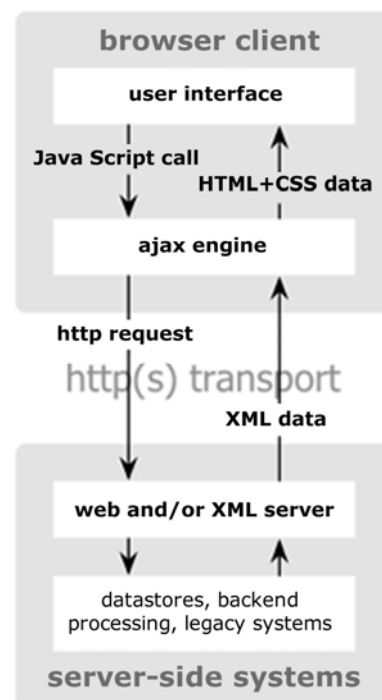 browser client
user interface
Java Script call
HTML+CSS data
ajax engine
http request
http(s) transport
XML data
web and/or XML server
datastores, backend
processing, legacy systems
server-side systems